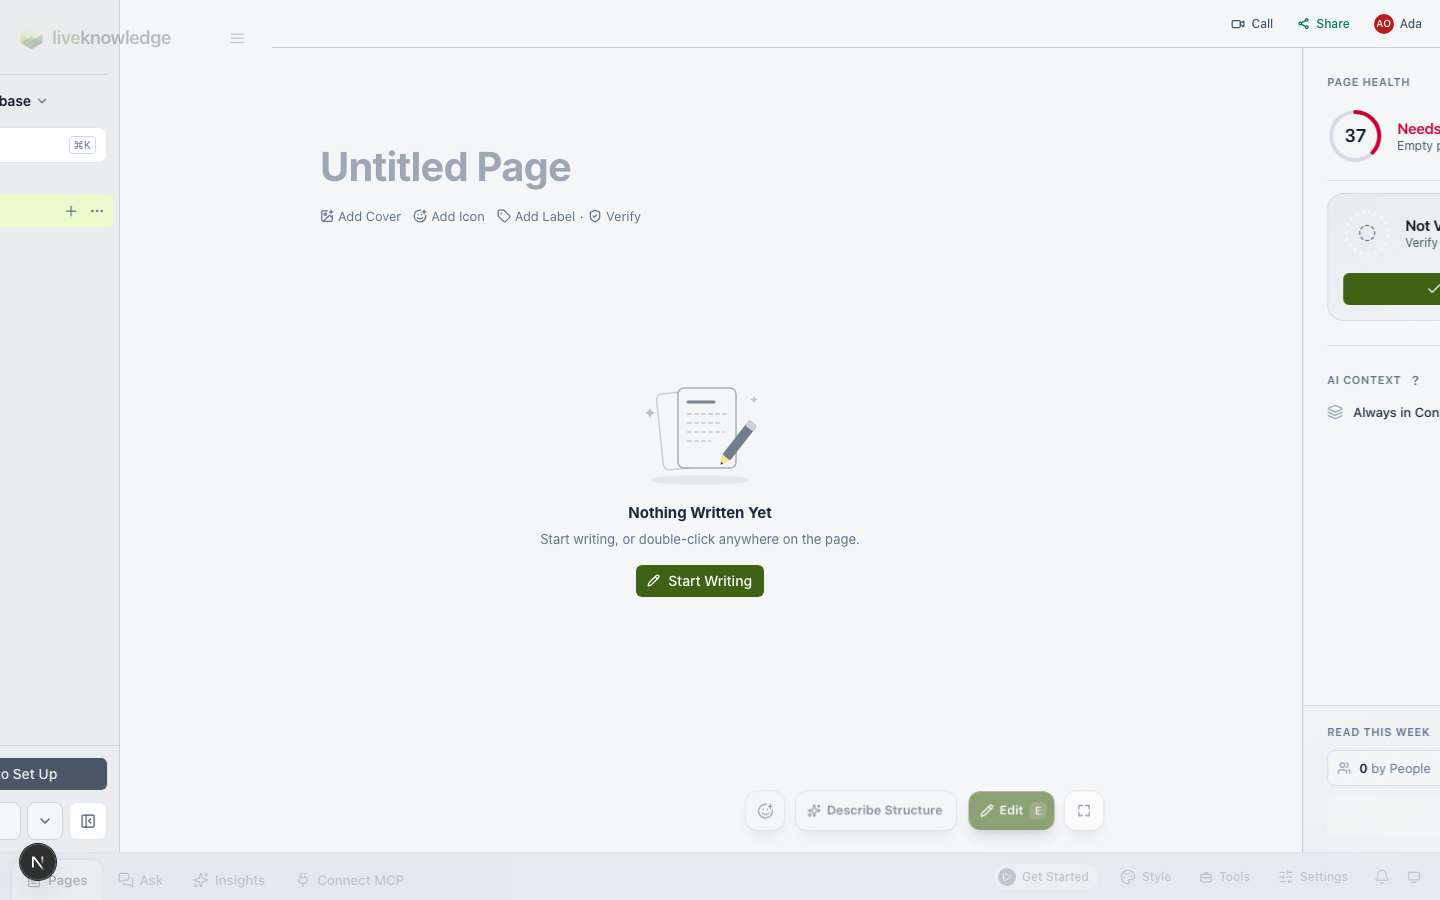 liveknowledge
Call
Share
AO Ada
base
⌘K
Untitled Page
Add Cover Add Icon Add Label · Verify
Nothing Written Yet
Start writing, or double-click anywhere on the page.
Start Writing
PAGE HEALTH
37
Needs
Empty
Not
Verify
AI CONTEXT ?
Always in
READ THIS WEEK
0 by People
to Set Up
Describe Structure
Edit E
N
Pages
Ask
Insights
Connect MCP
Get Started
Style
Tools
Settings